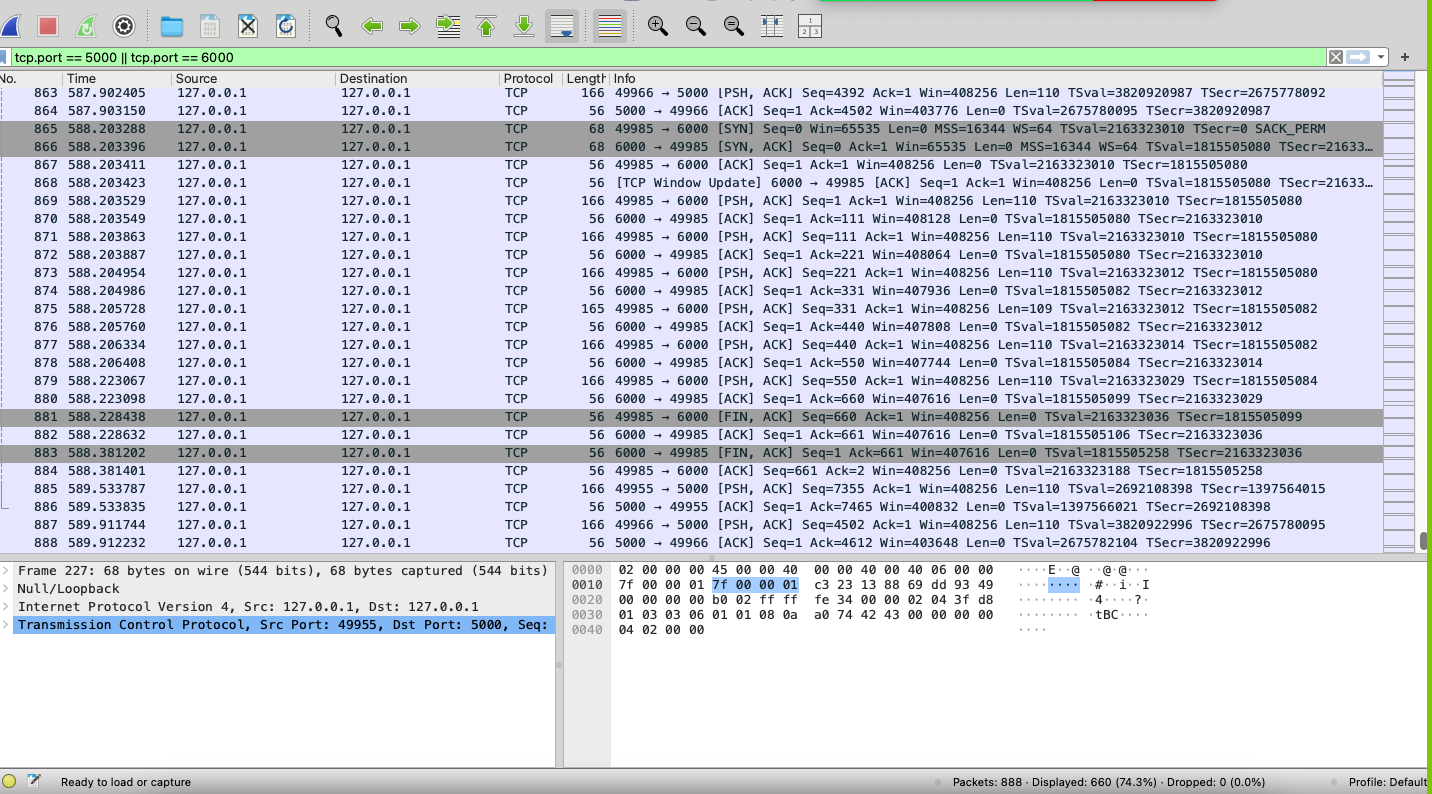 tcp.port == 5000 || tcp.port == 6000
No. Time Source Destination Protocol Length Info
863 587.902405 127.0.0.1 127.0.0.1 TCP 166 49966 → 5000 [PSH, ACK] Seq=4392 Ack=1 Win=408256 Len=110 TSval=3820920987 TSecr=2675778092
864 587.903150 127.0.0.1 127.0.0.1 TCP 56 5000 → 49966 [ACK] Seq=1 Ack=4502 Win=403776 Len=0 TSval=2675780095 TSecr=3820920987
865 588.203288 127.0.0.1 127.0.0.1 TCP 68 49985 → 6000 [SYN] Seq=0 Win=65535 Len=0 MSS=16344 WS=64 TSval=2163323010 TSecr=0 SACK_PERM
866 588.203396 127.0.0.1 127.0.0.1 TCP 68 6000 → 49985 [SYN, ACK] Seq=0 Ack=1 Win=65535 Len=0 MSS=16344 WS=64 TSval=1815505080 TSecr=21633…
867 588.203411 127.0.0.1 127.0.0.1 TCP 56 49985 → 6000 [ACK] Seq=1 Ack=1 Win=408256 Len=0 TSval=2163323010 TSecr=1815505080
868 588.203423 127.0.0.1 127.0.0.1 TCP 56 [TCP Window Update] 6000 → 49985 [ACK] Seq=1 Ack=1 Win=408256 Len=0 TSval=1815505080 TSecr=21633…
869 588.203529 127.0.0.1 127.0.0.1 TCP 166 49985 → 6000 [PSH, ACK] Seq=1 Ack=1 Win=408256 Len=110 TSval=2163323010 TSecr=1815505080
870 588.203549 127.0.0.1 127.0.0.1 TCP 56 6000 → 49985 [ACK] Seq=1 Ack=111 Win=408128 Len=0 TSval=1815505080 TSecr=2163323010
871 588.203863 127.0.0.1 127.0.0.1 TCP 166 49985 → 6000 [PSH, ACK] Seq=111 Ack=1 Win=408256 Len=110 TSval=2163323010 TSecr=1815505080
872 588.203887 127.0.0.1 127.0.0.1 TCP 56 6000 → 49985 [ACK] Seq=1 Ack=221 Win=408064 Len=0 TSval=1815505080 TSecr=2163323010
873 588.204954 127.0.0.1 127.0.0.1 TCP 166 49985 → 6000 [PSH, ACK] Seq=221 Ack=1 Win=408256 Len=110 TSval=2163323012 TSecr=1815505080
874 588.204986 127.0.0.1 127.0.0.1 TCP 56 6000 → 49985 [ACK] Seq=1 Ack=331 Win=407936 Len=0 TSval=1815505082 TSecr=2163323012
875 588.205728 127.0.0.1 127.0.0.1 TCP 165 49985 → 6000 [PSH, ACK] Seq=331 Ack=1 Win=408256 Len=109 TSval=2163323012 TSecr=1815505082
876 588.205760 127.0.0.1 127.0.0.1 TCP 56 6000 → 49985 [ACK] Seq=1 Ack=440 Win=407808 Len=0 TSval=1815505082 TSecr=2163323012
877 588.206334 127.0.0.1 127.0.0.1 TCP 166 49985 → 6000 [PSH, ACK] Seq=440 Ack=1 Win=408256 Len=110 TSval=2163323014 TSecr=1815505082
878 588.206408 127.0.0.1 127.0.0.1 TCP 56 6000 → 49985 [ACK] Seq=1 Ack=550 Win=407744 Len=0 TSval=1815505084 TSecr=2163323014
879 588.223067 127.0.0.1 127.0.0.1 TCP 166 49985 → 6000 [PSH, ACK] Seq=550 Ack=1 Win=408256 Len=110 TSval=2163323029 TSecr=1815505084
880 588.223098 127.0.0.1 127.0.0.1 TCP 56 6000 → 49985 [ACK] Seq=1 Ack=660 Win=407616 Len=0 TSval=1815505099 TSecr=2163323029
881 588.228438 127.0.0.1 127.0.0.1 TCP 56 49985 → 6000 [FIN, ACK] Seq=660 Ack=1 Win=408256 Len=0 TSval=2163323036 TSecr=1815505099
882 588.228632 127.0.0.1 127.0.0.1 TCP 56 6000 → 49985 [ACK] Seq=1 Ack=661 Win=407616 Len=0 TSval=1815505106 TSecr=2163323036
883 588.381202 127.0.0.1 127.0.0.1 TCP 56 6000 → 49985 [FIN, ACK] Seq=1 Ack=661 Win=407616 Len=0 TSval=1815505258 TSecr=2163323036
884 588.381401 127.0.0.1 127.0.0.1 TCP 56 49985 → 6000 [ACK] Seq=661 Ack=2 Win=408256 Len=0 TSval=2163323188 TSecr=1815505258
885 589.533787 127.0.0.1 127.0.0.1 TCP 166 49955 → 5000 [PSH, ACK] Seq=7355 Ack=1 Win=408256 Len=110 TSval=2692108398 TSecr=1397564015
886 589.533835 127.0.0.1 127.0.0.1 TCP 56 5000 → 49955 [ACK] Seq=1 Ack=7465 Win=400832 Len=0 TSval=1397566021 TSecr=2692108398
887 589.911744 127.0.0.1 127.0.0.1 TCP 166 49966 → 5000 [PSH, ACK] Seq=4502 Ack=1 Win=408256 Len=110 TSval=3820922996 TSecr=2675780095
888 589.912232 127.0.0.1 127.0.0.1 TCP 56 5000 → 49966 [ACK] Seq=1 Ack=4612 Win=403648 Len=0 TSval=2675782104 TSecr=3820922996
Frame 227: 68 bytes on wire (544 bits), 68 bytes captured (544 bits)
Null/Loopback
Internet Protocol Version 4, Src: 127.0.0.1, Dst: 127.0.0.1
Transmission Control Protocol, Src Port: 49955, Dst Port: 5000, Seq:
0000 02 00 00 00 45 00 00 40 00 00 40 00 40 06 00 00 ····E··@ ··@·@···
0010 7f 00 00 01 7f 00 00 01 c3 23 13 88 69 dd 93 49 ········ ·#··i··I
0020 00 00 00 00 b0 02 ff ff fe 34 00 00 02 04 3f d8 ········ ·4····?·
0030 01 03 03 06 01 01 08 0a a0 74 42 43 00 00 00 00 ········ ·tBC····
0040 04 02 00 00 ····
Ready to load or capture
Packets: 888 · Displayed: 660 (74.3%) · Dropped: 0 (0.0%)
Profile: Default